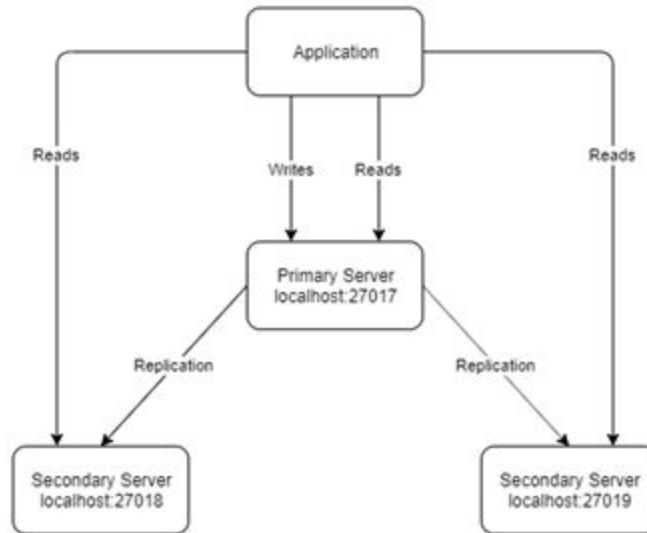 Application
Reads
Writes
Reads
Reads
Primary Server
localhost:27017
Replication
Replication
Secondary Server
localhost:27018
Secondary Server
localhost:27019